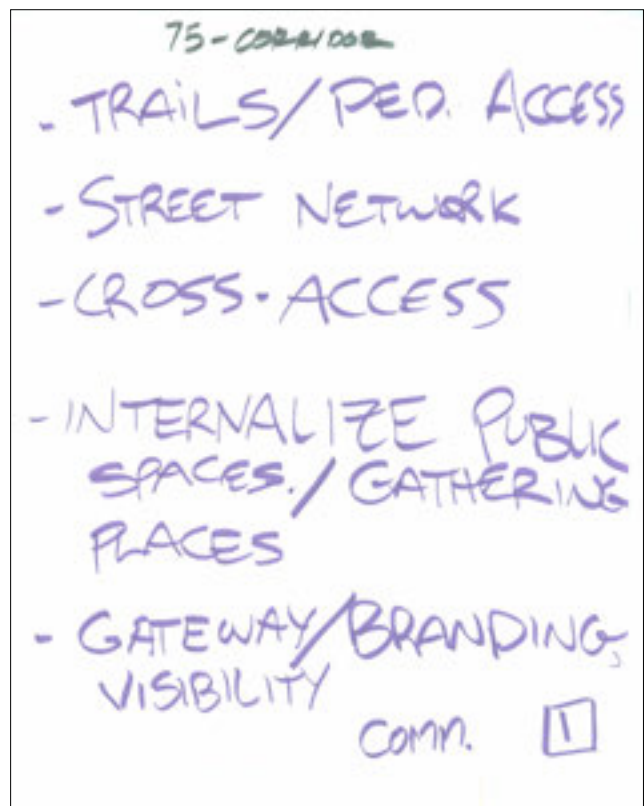 75-CORRIDOR
- TRAILS/PED. ACCESS
- STREET NETWORK
- CROSS-ACCESS
- INTERNALIZE PUBLIC
SPACES./GATHERING
PLACES
- GATEWAY/BRANDING,
VISIBILITY
COMM. 1